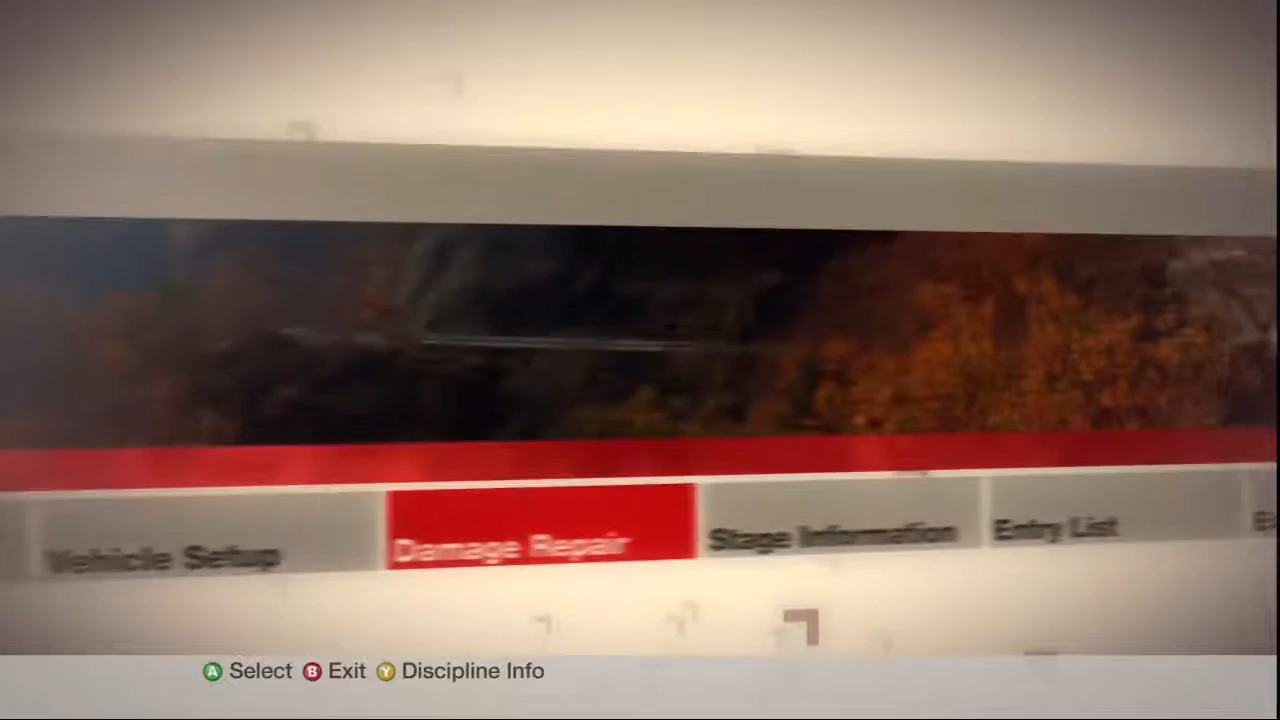 Vehicle Setup
Damage Repair
Stage Information
Entry List
A Select B Exit Y Discipline Info